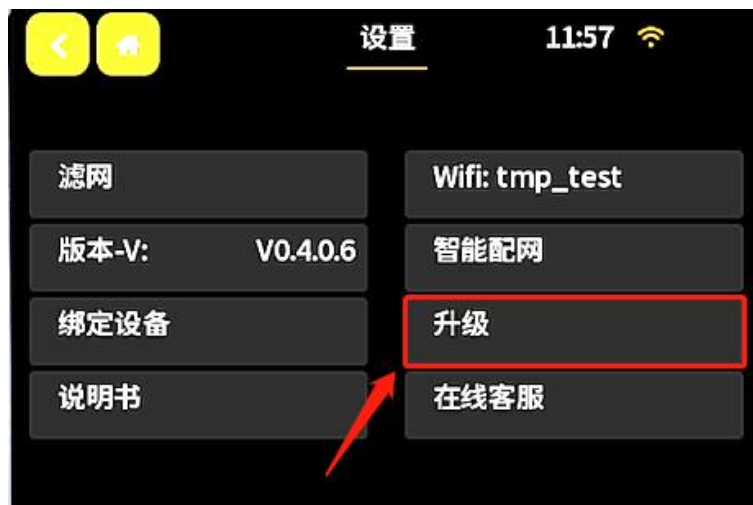 设置 11:57
滤网 Wifi: tmp_test
版本-V: V0.4.0.6 智能配网
绑定设备 升级
说明书 在线客服